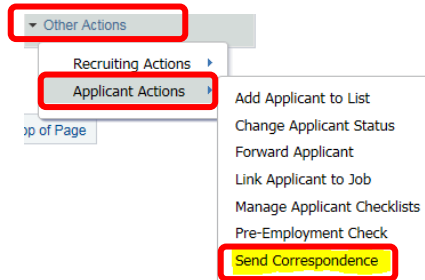 Other Actions
Recruiting Actions
Applicant Actions
op of Page
Add Applicant to List
Change Applicant Status
Forward Applicant
Link Applicant to Job
Manage Applicant Checklists
Pre-Employment Check
Send Correspondence